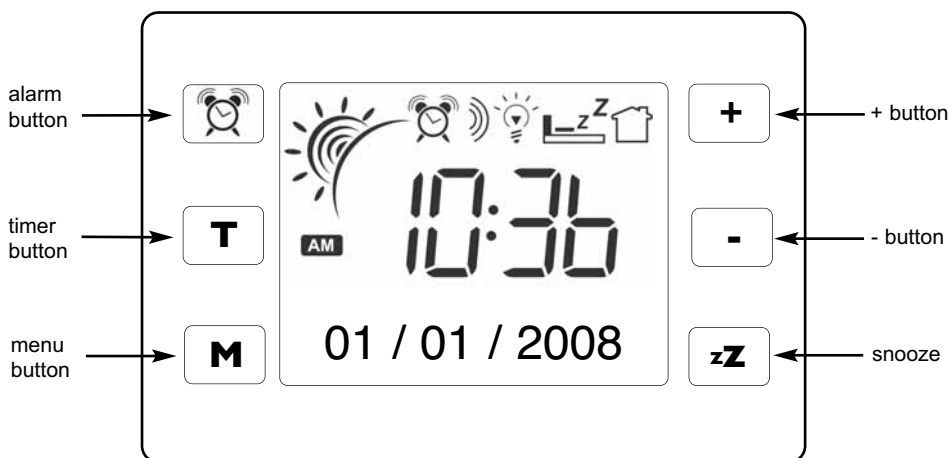 alarm
button
timer
button
T
menu
button
M
z Z
AM
10:36
01 / 01 / 2008
+
+ button
-
- button
zZ
snooze